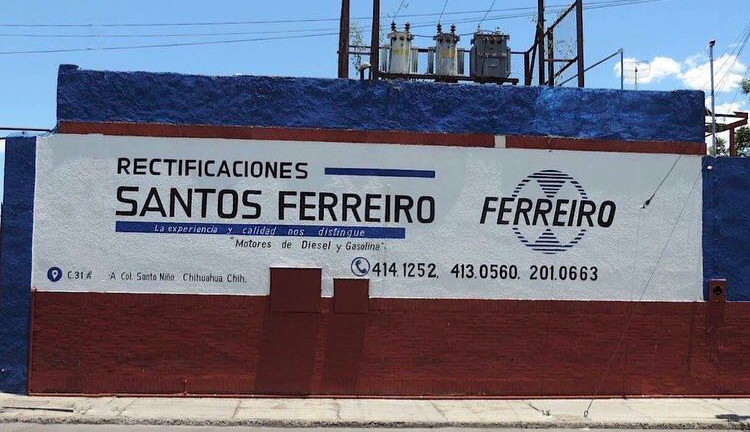 RECTIFICACIONES
SANTOS FERREIRO
La experiencia y calidad nos distingue
"Motores de Diesel y Gasolina".
FERREIRO
C.31 # A Col. Santo Niño Chihuahua Chih.
414.1252, 413.0560, 201.0663